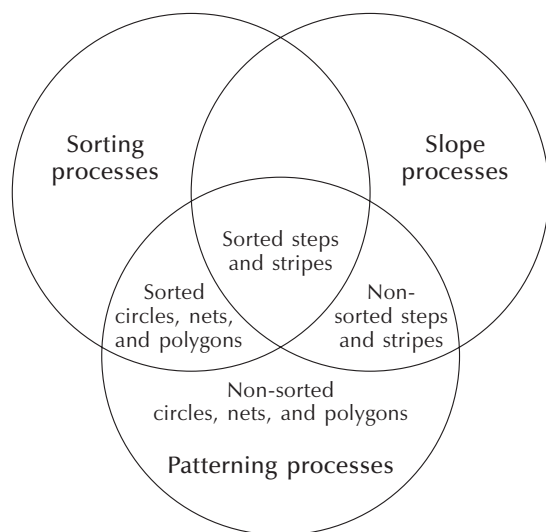 Sorting
processes
Slope
processes
Sorted steps
and stripes
Sorted
circles, nets,
and polygons
Non-
sorted steps
and stripes
Non-sorted
circles, nets, and polygons
Patterning processes